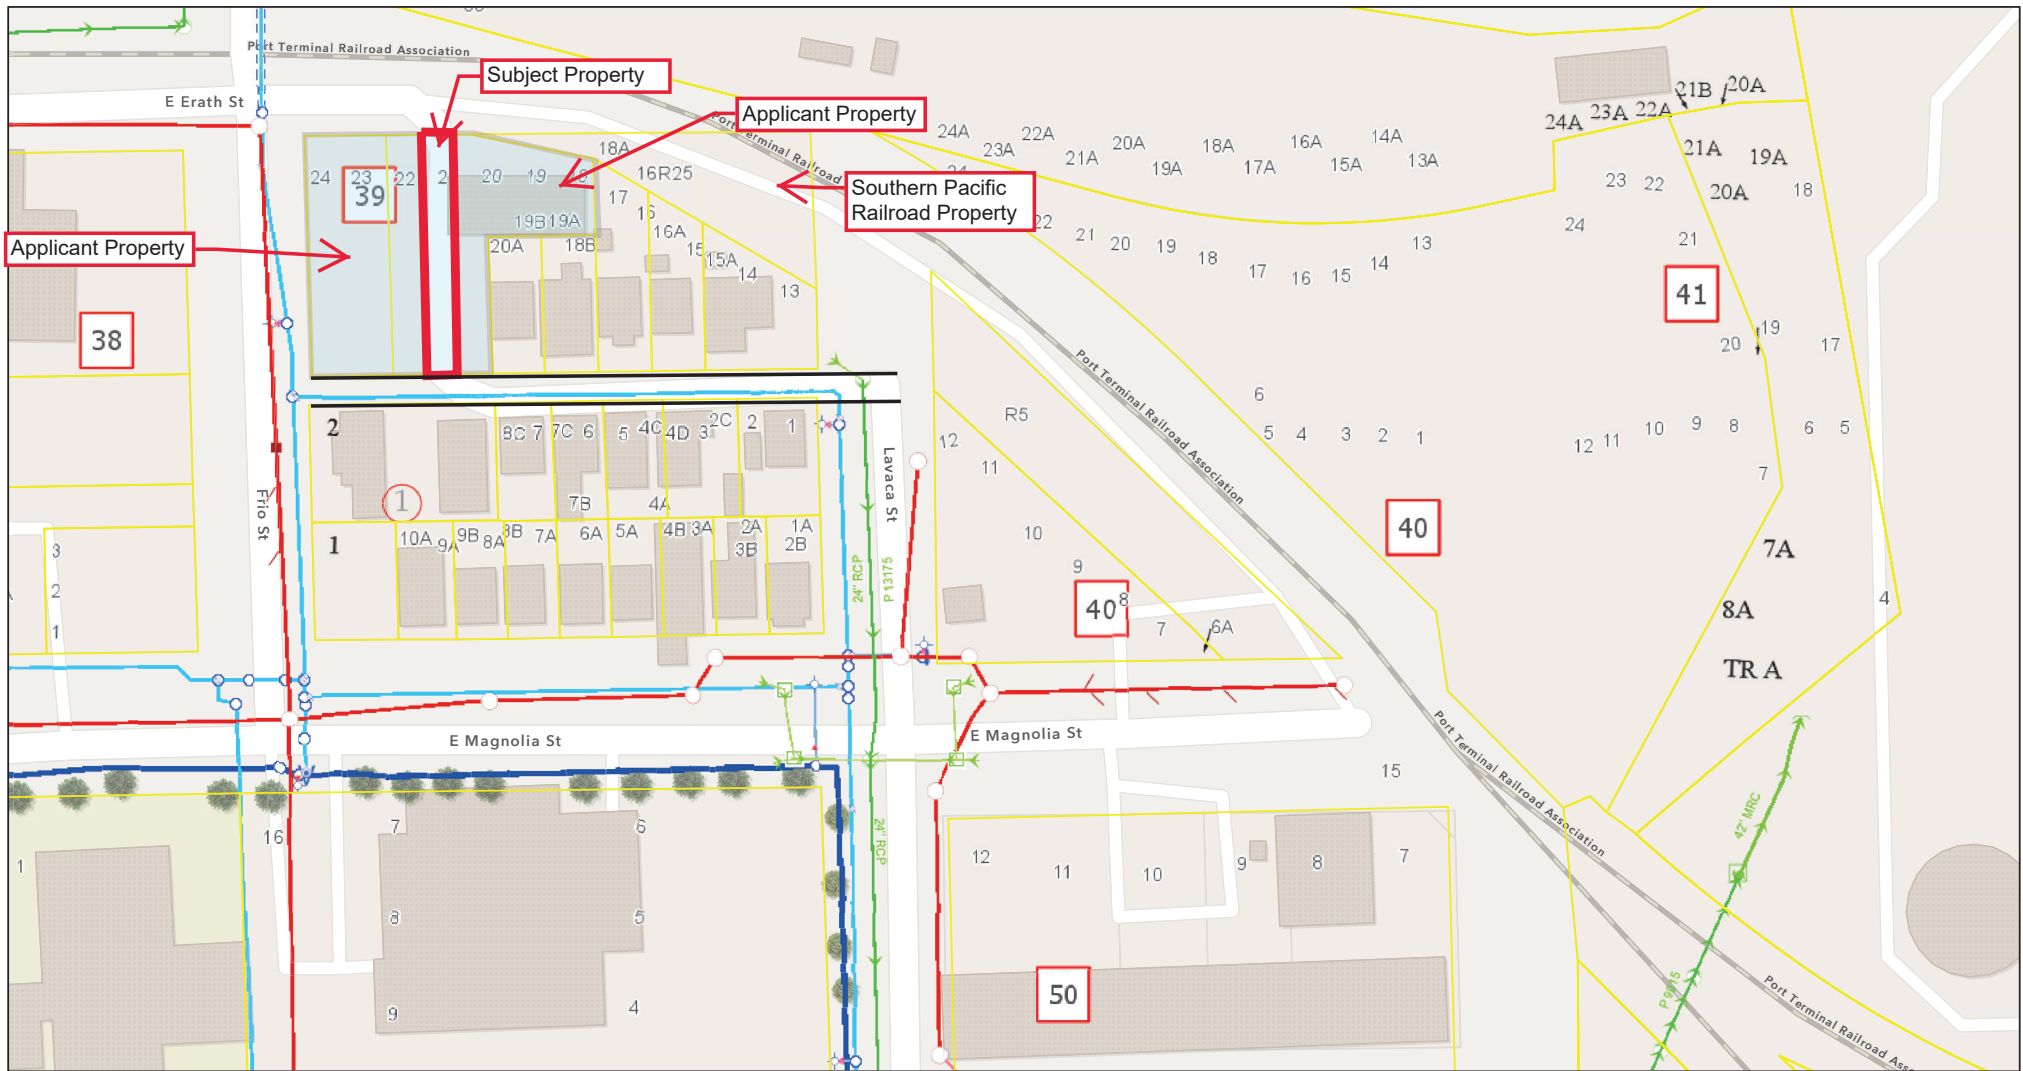 Port Terminal Railroad Association
Subject Property
E Erath St
Applicant Property
Port Terminal Railroad
21B 20A
24A 23A 22A
24A 22A 20A 18A 16A 14A
23A 21A 19A 17A 15A 13A
21A 19A
20A
18A
16R25
24 23 22 2 20 19
39
Southern Pacific
Railroad Property
23 22 18
17
16
19B 19A
22
24
Applicant Property
20A 18B
16A
15
15A
14
13
21 20 19 18 17 16 15 14 13
21
41
38
19
20
17
Port Terminal Railroad Association
6
R5
2
8C 7 7C 6 5 4C 4D 3 2C 2 1
12
11
5 4 3 2 1
12 11 10 9 8 6 5
7
Lavaca St
Frio St
1
7B 4A
40
1
10A 9A 9B 8A 8B 7A 6A 5A 4B 3A 2A 1A
3B 2B
10
9
7A
3
2
1
24" RCP
P 13175
40
8
7
6A
8A
4
TR A
E Magnolia St
E Magnolia St
Port Terminal Railroad Association
15
16
7
6
24" RCP
42" MRC
1
12 11 10 9 8 7
8
5
50
9
4
Port Terminal Railroad Asso